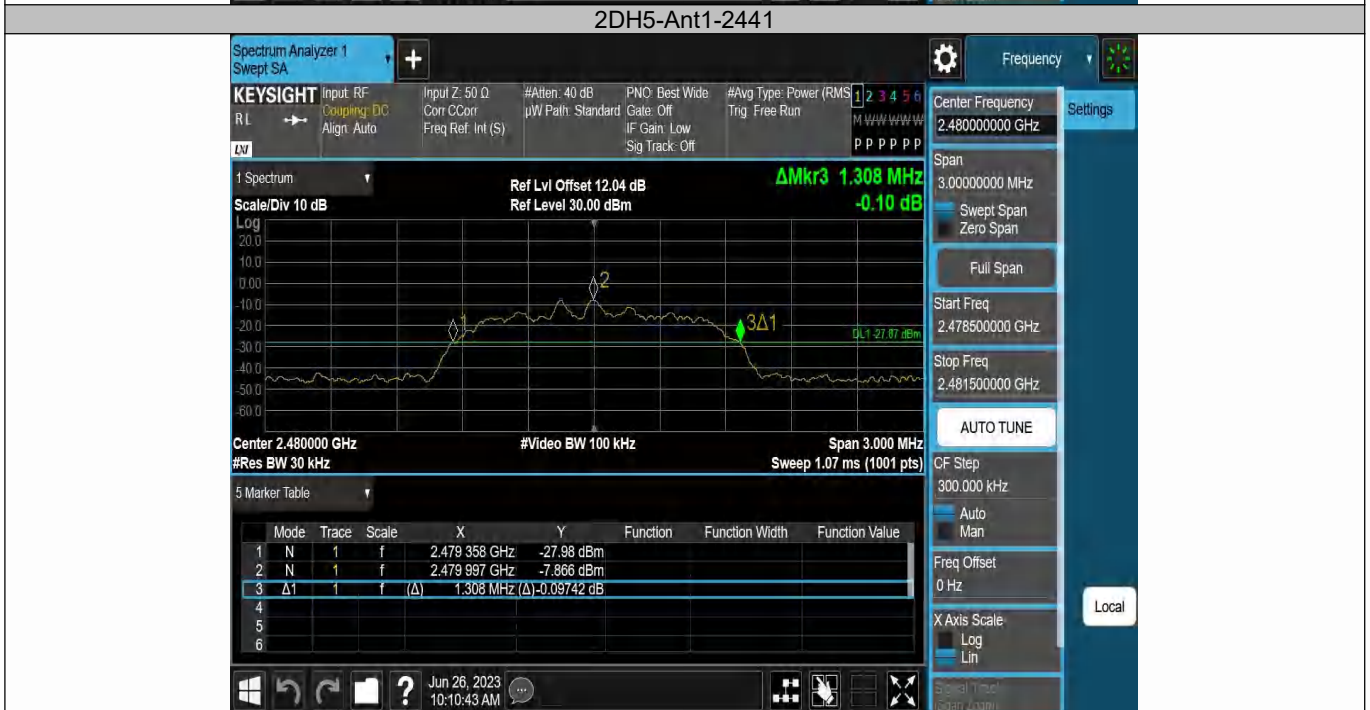 2DH5-Ant1-2441
Spectrum Analyzer 1
Swept SA
+
Frequency
KEYSIGHT
RL
LXI
Input: RF
Coupling: DC
Align: Auto
Input Z: 50 Ω
Corr CCorr
Freq Ref: Int (S)
#Atten: 40 dB
µW Path: Standard
PNO: Best Wide
Gate: Off
IF Gain: Low
Sig Track: Off
#Avg Type: Power (RMS
Trig: Free Run
1 2 3 4 5 6
M W W W W W
P P P P P P
Center Frequency
2.480000000 GHz
Settings
1 Spectrum
Ref Lvl Offset 12.04 dB
ΔMkr3 1.308 MHz
Scale/Div 10 dB
Ref Level 30.00 dBm
-0.10 dB
Log
20.0
10.0
0.00
-10.0
-20.0
-30.0
-40.0
-50.0
-60.0
1
2
3Δ1
DL1 -27.87 dBm
Center 2.480000 GHz
#Video BW 100 kHz
Span 3.000 MHz
#Res BW 30 kHz
Sweep 1.07 ms (1001 pts)
Span
3.00000000 MHz
Swept Span
Zero Span
Full Span
Start Freq
2.478500000 GHz
Stop Freq
2.481500000 GHz
AUTO TUNE
CF Step
300.000 kHz
Auto
Man
Freq Offset
0 Hz
X Axis Scale
Log
Lin
Local
5 Marker Table
Mode Trace Scale X Y Function Function Width Function Value
1 N 1 f 2.479 358 GHz -27.98 dBm
2 N 1 f 2.479 997 GHz -7.866 dBm
3 Δ1 1 f (Δ) 1.308 MHz (Δ) -0.09742 dB
4
5
6
?
Jun 26, 2023
10:10:43 AM